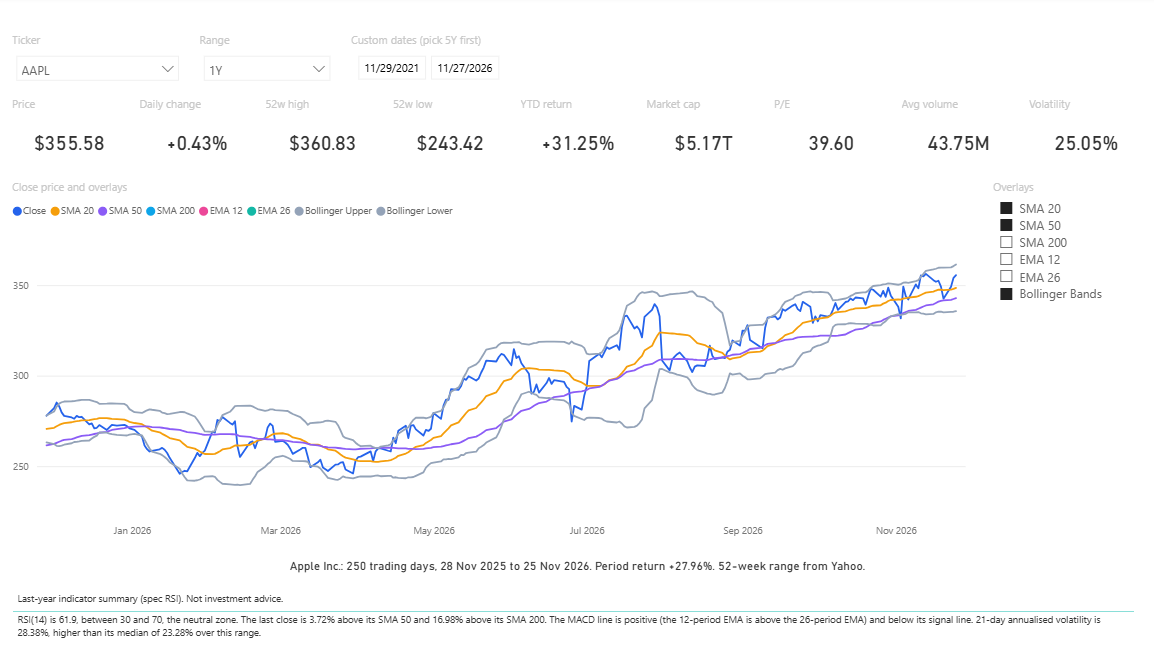 Ticker
Range
Custom dates (pick 5Y first)
AAPL
1Y
11/29/2021
11/27/2026
Price
Daily change
52w high
52w low
YTD return
Market cap
P/E
Avg volume
Volatility
$355.58
+0.43%
$360.83
$243.42
+31.25%
$5.17T
39.60
43.75M
25.05%
Close price and overlays
Close SMA 20 SMA 50 SMA 200 EMA 12 EMA 26 Bollinger Upper Bollinger Lower
Overlays
SMA 20
SMA 50
SMA 200
EMA 12
EMA 26
Bollinger Bands
350
300
250
Jan 2026
Mar 2026
May 2026
Jul 2026
Sep 2026
Nov 2026
Apple Inc.: 250 trading days, 28 Nov 2025 to 25 Nov 2026. Period return +27.96%. 52-week range from Yahoo.
Last-year indicator summary (spec RSI). Not investment advice.
RSI(14) is 61.9, between 30 and 70, the neutral zone. The last close is 3.72% above its SMA 50 and 16.98% above its SMA 200. The MACD line is positive (the 12-period EMA is above the 26-period EMA) and below its signal line. 21-day annualised volatility is
28.38%, higher than its median of 23.28% over this range.